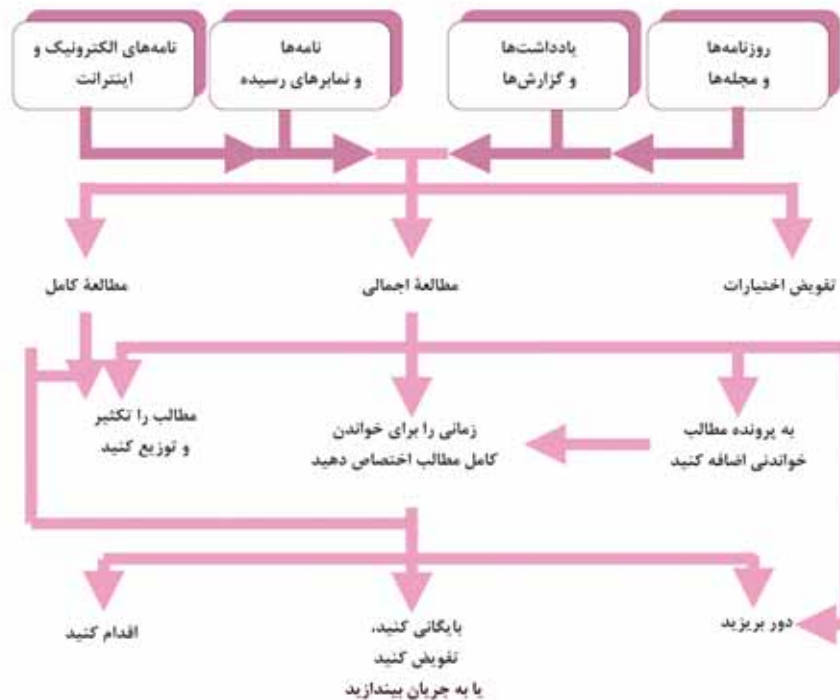 روزنامه‌ها
و مجله‌ها
یادداشت‌ها
و گزارش‌ها
نامه‌ها
و نمابرهای رسیده
نامه‌های الکترونیک و
اینترانت
تفویض اختیارات
مطالعهٔ اجمالی
مطالعهٔ کامل
به پرونده مطالب
خواندنی اضافه کنید
زمانی را برای خواندن
کامل مطالب اختصاص دهید
مطالب را تکثیر
و توزیع کنید
دور بریزید
بایگانی کنید،
تفویض کنید
یا به جریان بیندازید
اقدام کنید